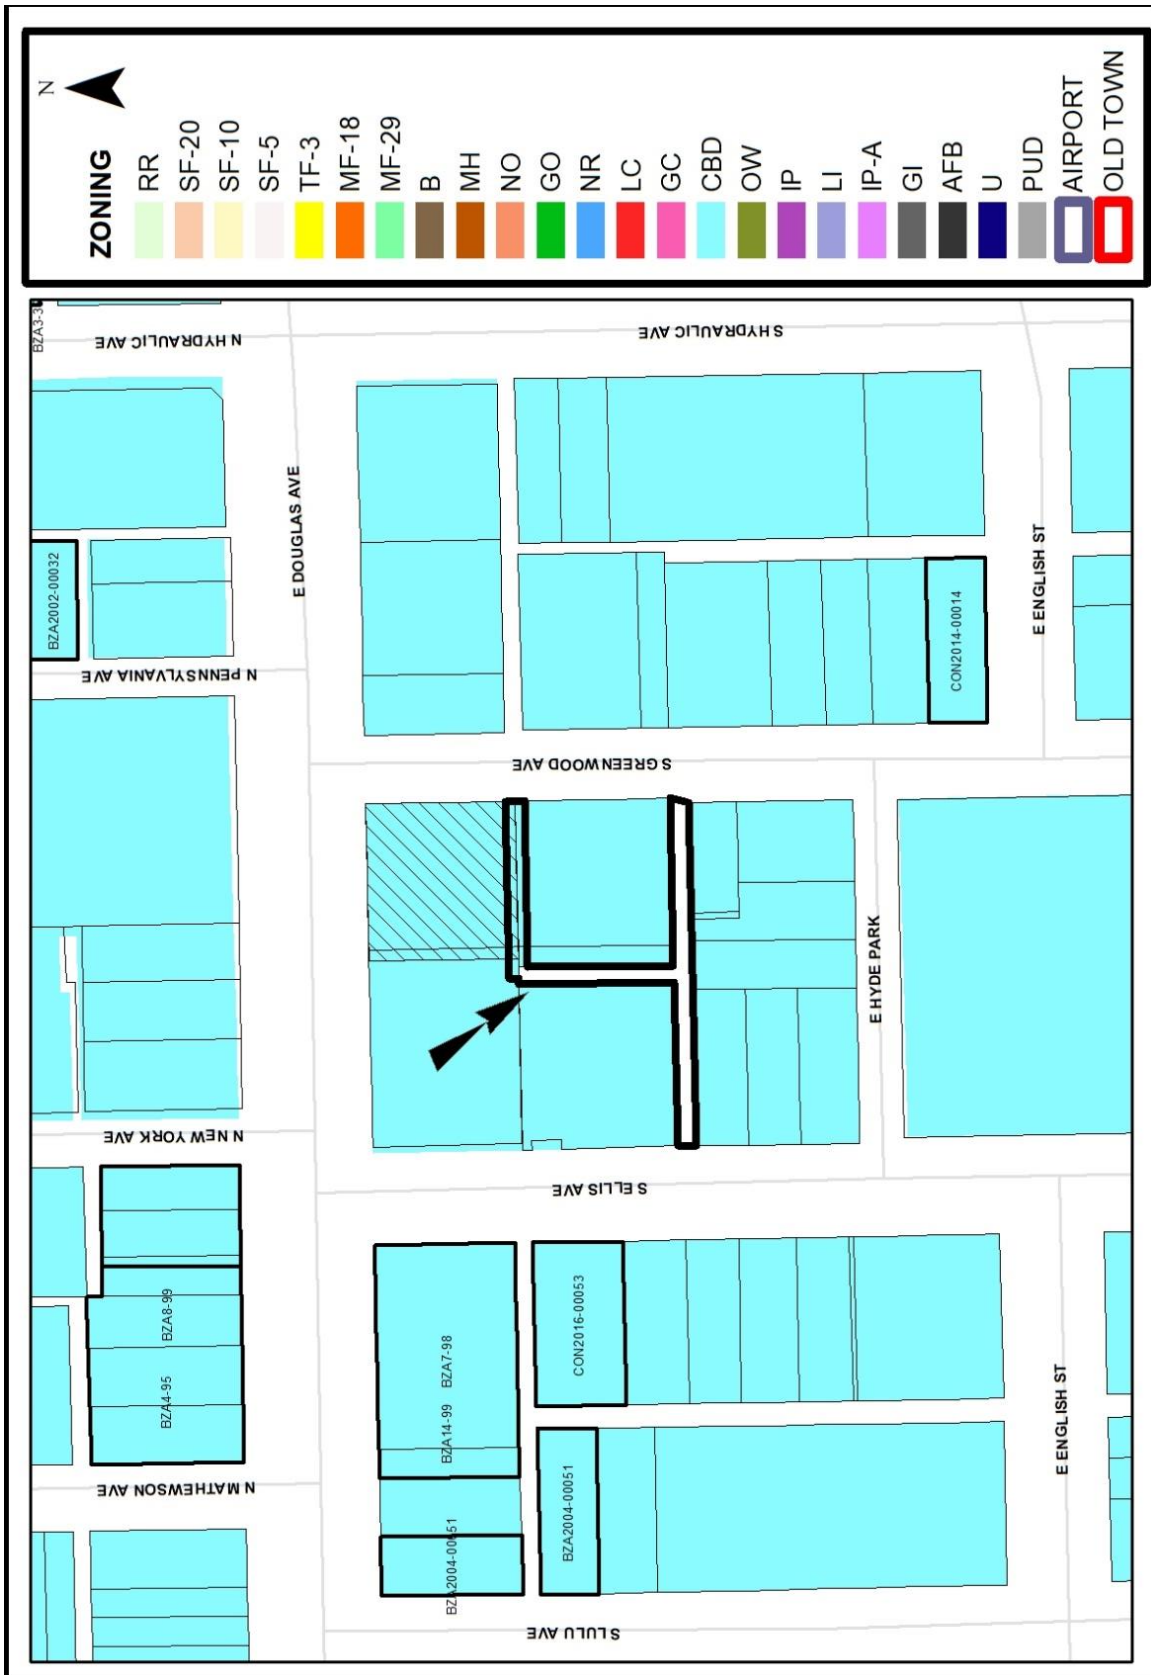 N
ZONING
RR
SF-20
SF-10
SF-5
TF-3
MF-18
MF-29
B
MH
NO
GO
NR
LC
GC
CBD
OW
IP
LI
IP-A
GI
AFB
U
PUD
AIRPORT
OLD TOWN
N MATHEWSON AVE
N NEW YORK AVE
N PENNSYLVANIA AVE
N HYDRAULIC AVE
BZA4-95
BZA8-99
BZA2002-00032
E DOUGLAS AVE
BZA2004-00051
BZA14-99
BZA7-98
BZA2004-00051
CON2016-00053
S LULU AVE
S ELLIS AVE
S GREENWOOD AVE
S HYDRAULIC AVE
E HYDE PARK
CON2014-00014
E ENGLISH ST
E ENGLISH ST